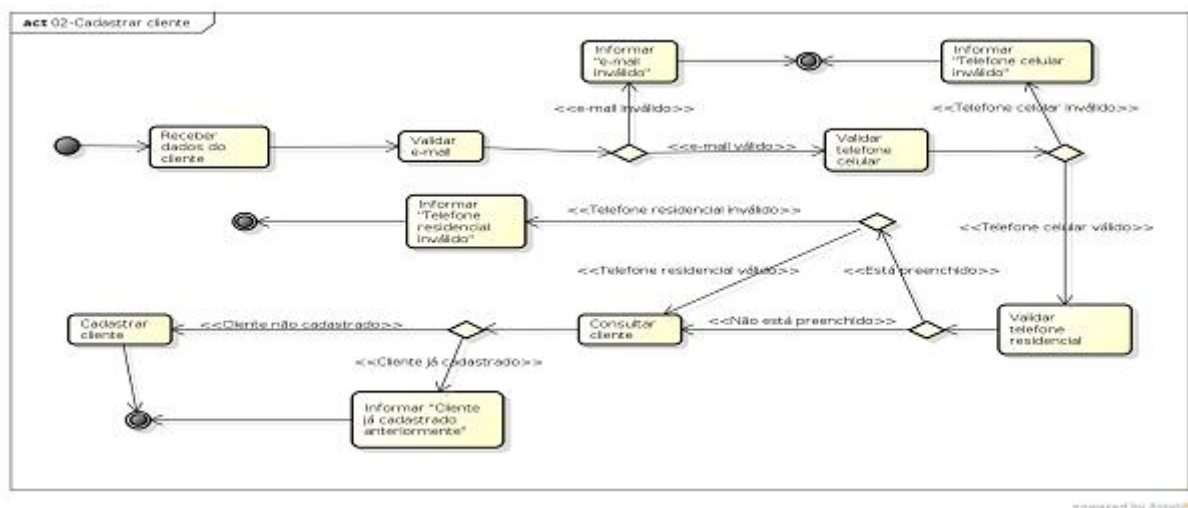 act 02-Cadastrar cliente
Informar
"e-mail
inválido"
Informar
"Telefone celular
inválido"
<<e-mail inválido>>
<<Telefone celular inválido>>
Receber
dados do
cliente
Validar
e-mail
<<e-mail válido>>
Validar
telefone
celular
Informar
"Telefone
residencial
inválido"
<<Telefone residencial inválido>>
<<Telefone celular válido>>
<<Telefone residencial válido>>
<<Está preenchido>>
Cadastrar
cliente
<<Cliente não cadastrado>>
Consultar
cliente
<<Não está preenchido>>
Validar
telefone
residencial
<<Cliente já cadastrado>>
Informar "Cliente
já cadastrado
anteriormente"
powered by